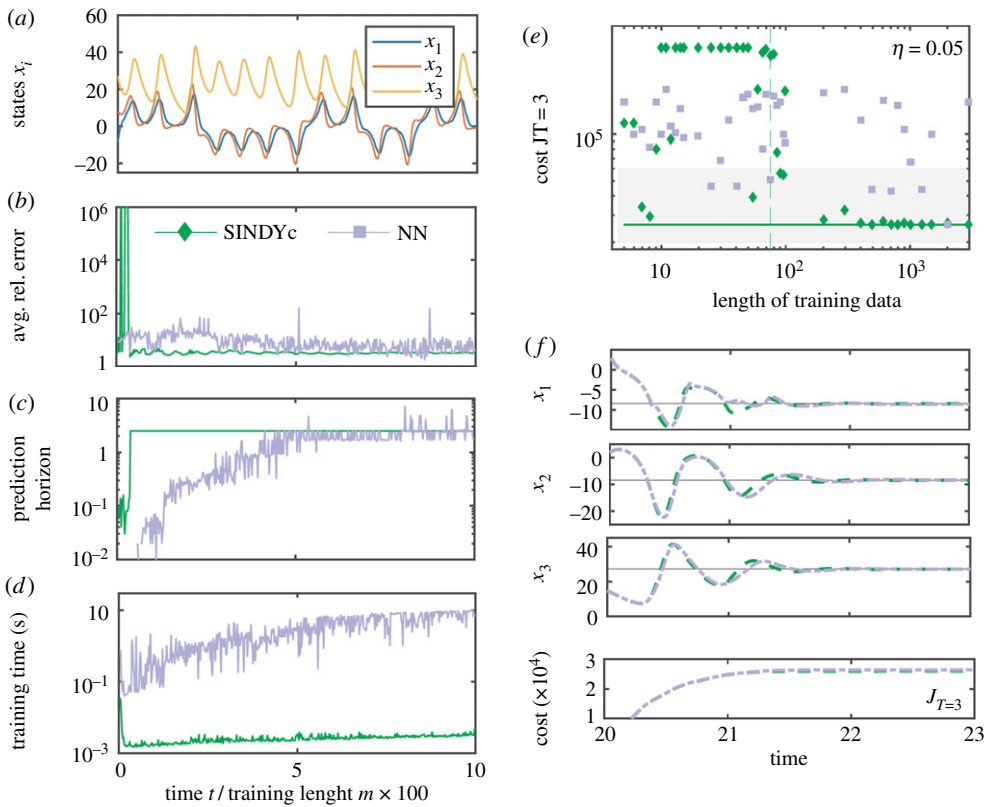 (a)
60
40
20
0
−20
states x_i
x_1
x_2
x_3
(b)
10^6
10^4
10^2
1
avg. rel. error
SINDYc
NN
(c)
10
1
10^−1
10^−2
prediction
horizon
(d)
10
10^−1
10^−3
training time (s)
0
5
10
time t / training lenght m × 100
(e)
η = 0.05
10^5
cost JT = 3
10
10^2
10^3
length of training data
(f)
0
−5
−10
x_1
0
−10
−20
x_2
40
20
0
x_3
3
2
1
cost (×10^4)
J_{T=3}
20
21
22
23
time